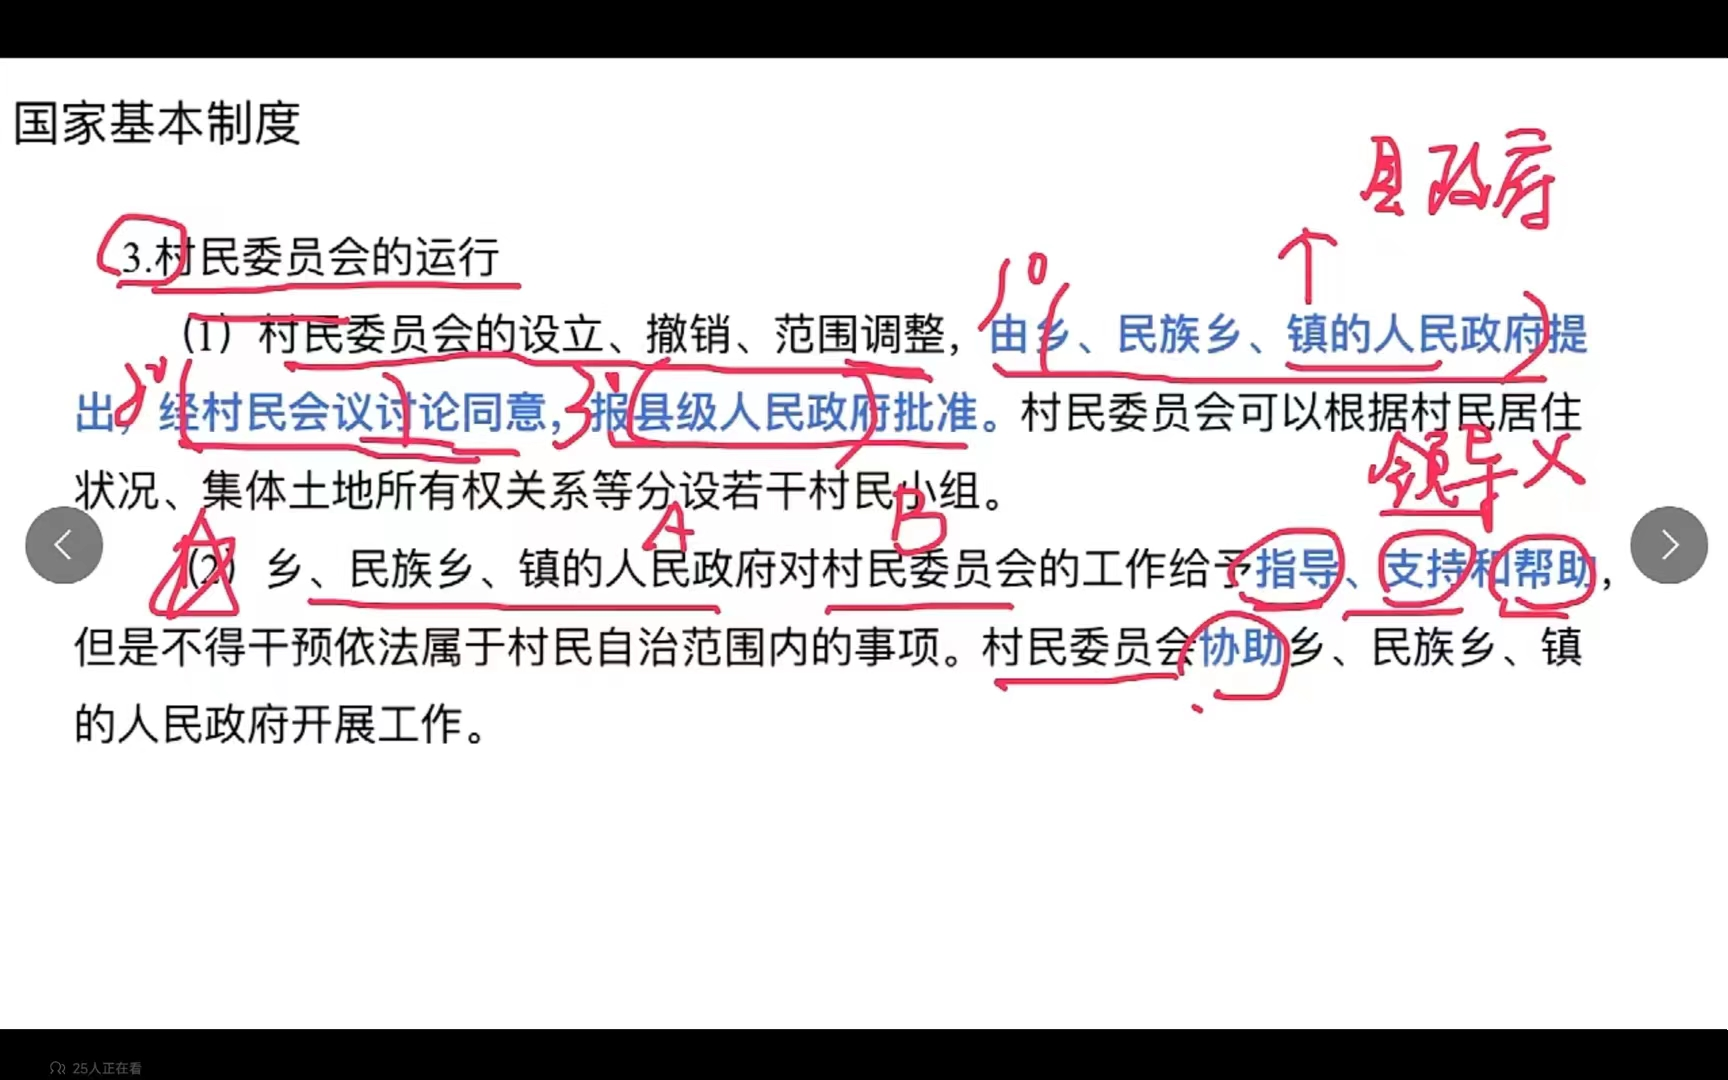 国家基本制度
县政府
3.村民委员会的运行
1°
(1) 村民委员会的设立、撤销、范围调整，由乡、民族乡、镇的人民政府提
2° 3°
出，经村民会议讨论同意，报县级人民政府批准。村民委员会可以根据村民居住
领导 X
状况、集体土地所有权关系等分设若干村民小组。
A B
(2) 乡、民族乡、镇的人民政府对村民委员会的工作给予指导、支持和帮助，
但是不得干预依法属于村民自治范围内的事项。村民委员会协助乡、民族乡、镇
的人民政府开展工作。
25人正在看